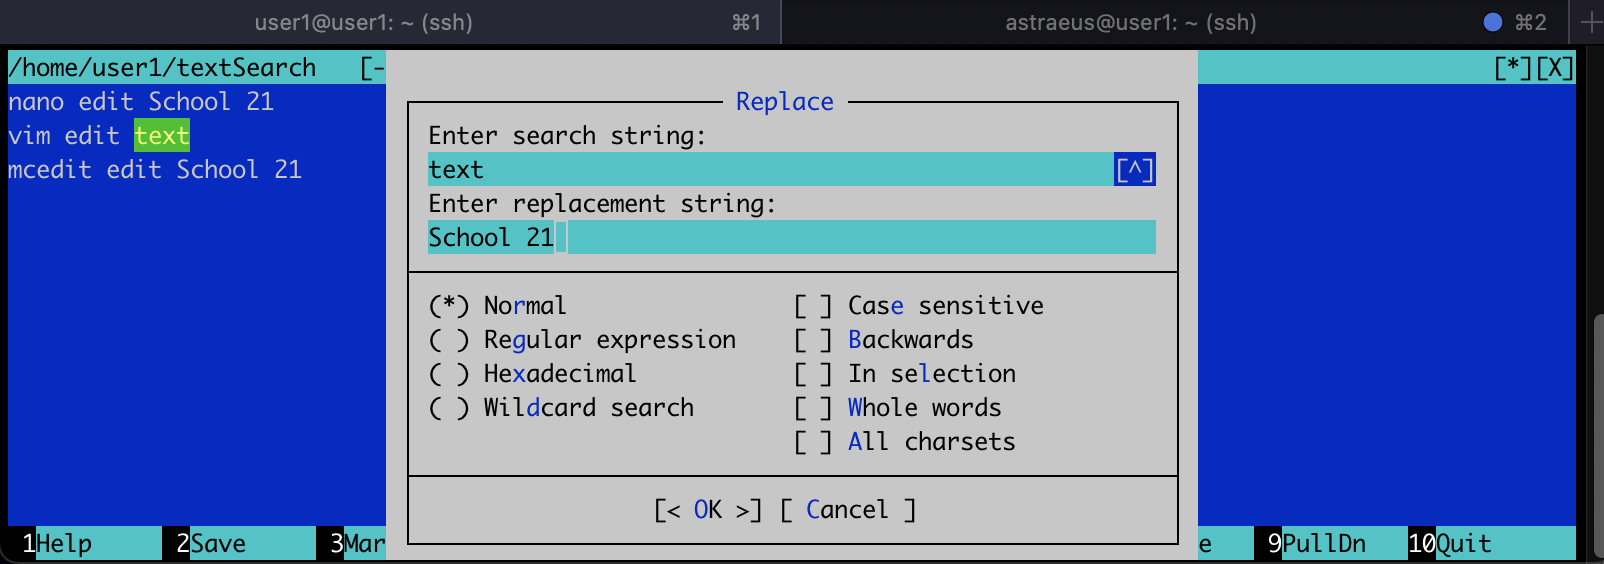 user1@user1: ~ (ssh) ⌘1 astraeus@user1: ~ (ssh) ⌘2 +
/home/user1/textSearch [- [*][X]
nano edit School 21
vim edit text
mcedit edit School 21
Replace
Enter search string:
text [^]
Enter replacement string:
School 21
(*) Normal [ ] Case sensitive
( ) Regular expression [ ] Backwards
( ) Hexadecimal [ ] In selection
( ) Wildcard search [ ] Whole words
[ ] All charsets
[< OK >] [ Cancel ]
1Help 2Save 3Mar e 9PullDn 10Quit